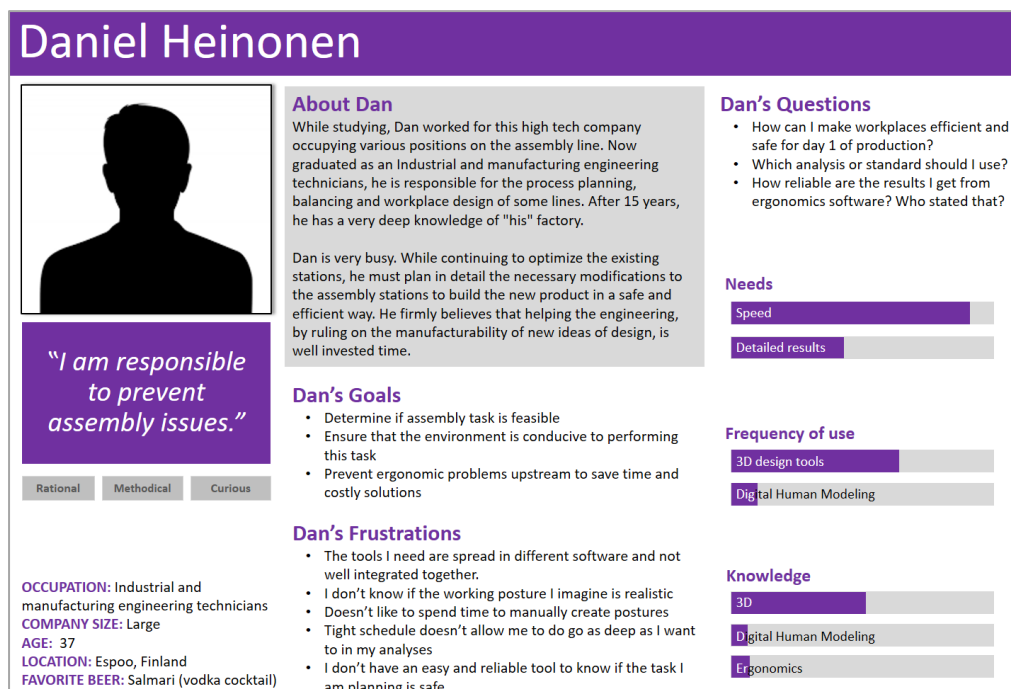 Daniel Heinonen
"I am responsible
to prevent
assembly issues."
Rational
Methodical
Curious
OCCUPATION: Industrial and
manufacturing engineering technicians
COMPANY SIZE: Large
AGE: 37
LOCATION: Espoo, Finland
FAVORITE BEER: Salmari (vodka cocktail)
About Dan
While studying, Dan worked for this high tech company
occupying various positions on the assembly line. Now
graduated as an Industrial and manufacturing engineering
technicians, he is responsible for the process planning,
balancing and workplace design of some lines. After 15 years,
he has a very deep knowledge of "his" factory.
Dan is very busy. While continuing to optimize the existing
stations, he must plan in detail the necessary modifications to
the assembly stations to build the new product in a safe and
efficient way. He firmly believes that helping the engineering,
by ruling on the manufacturability of new ideas of design, is
well invested time.
Dan's Goals
• Determine if assembly task is feasible
• Ensure that the environment is conducive to performing
this task
• Prevent ergonomic problems upstream to save time and
costly solutions
Dan's Frustrations
• The tools I need are spread in different software and not
well integrated together.
• I don't know if the working posture I imagine is realistic
• Doesn't like to spend time to manually create postures
• Tight schedule doesn't allow me to do go as deep as I want
to in my analyses
• I don't have an easy and reliable tool to know if the task I
am planning is safe
Dan's Questions
• How can I make workplaces efficient and
safe for day 1 of production?
• Which analysis or standard should I use?
• How reliable are the results I get from
ergonomics software? Who stated that?
Needs
Speed
Detailed results
Frequency of use
3D design tools
Digital Human Modeling
Knowledge
3D
Digital Human Modeling
Ergonomics